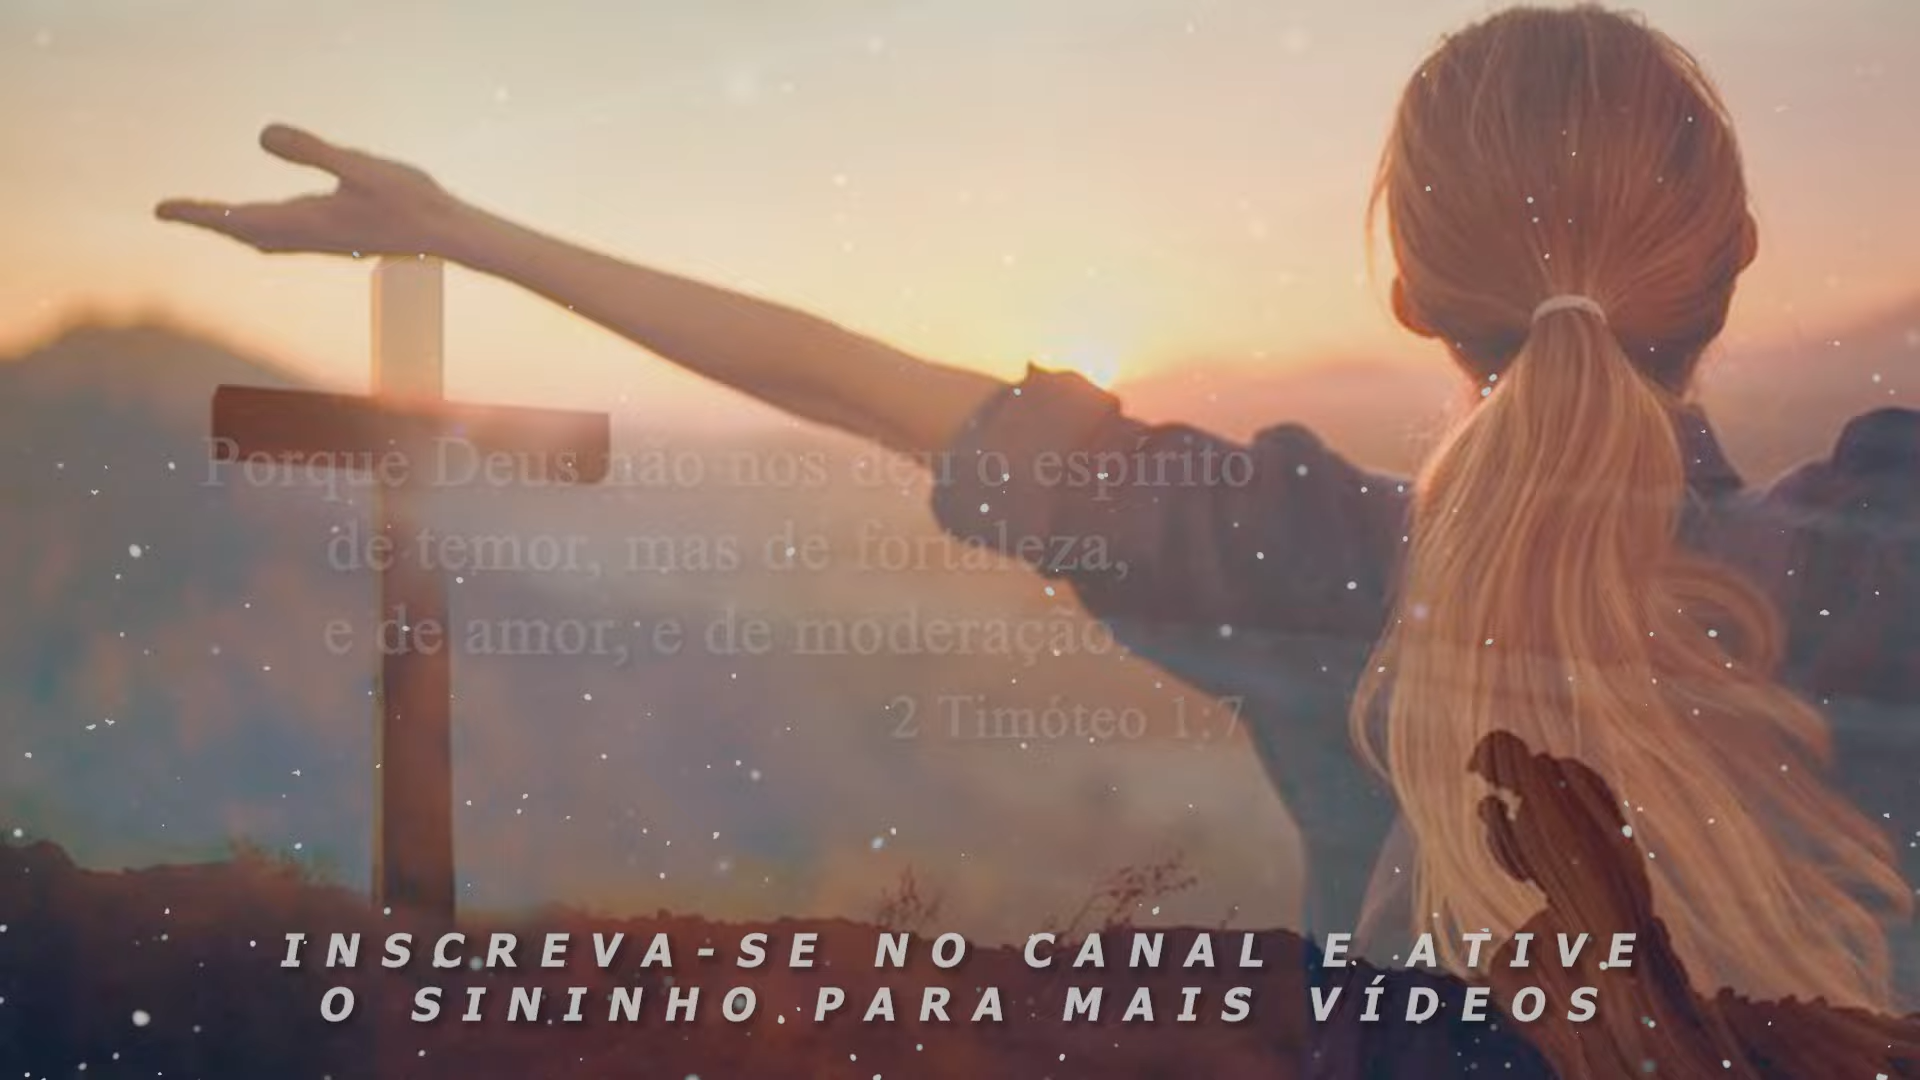 Porque Deus não nos deu o espírito
de temor, mas de fortaleza,
e de amor, e de moderação.
2 Timóteo 1:7
INSCREVA-SE NO CANAL E ATIVE
O SININHO PARA MAIS VÍDEOS